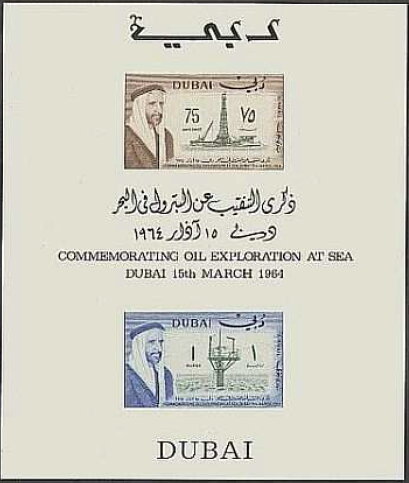 دبي
DUBAI دبي
75 ٧٥
ذكرى التنقيب عن البترول في البحر
دبي ١٥ آذار ١٩٦٤
COMMEMORATING OIL EXPLORATION AT SEA
DUBAI 15th MARCH 1964
DUBAI دبي
1 ١
DUBAI